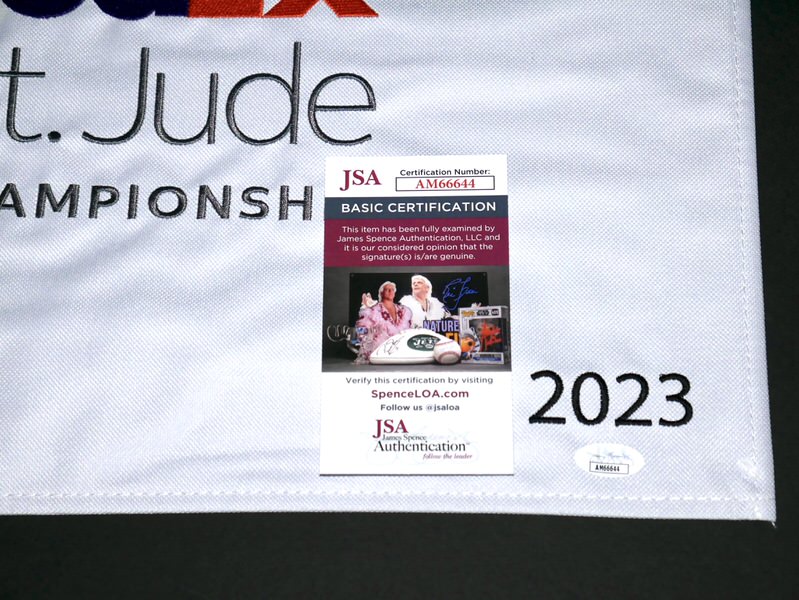 edEx
t. Jude
AMPIONSH
JSA
Certification Number:
AM66644
BASIC CERTIFICATION
This item has been fully examined by
James Spence Authentication, LLC and
it is our considered opinion that the
signature(s) is/are genuine.
NATURE
JETS
Verify this certification by visiting
SpenceLOA.com
Follow us @jsaloa
JSA
James Spence
Authentication
follow the leader
2023
AM66644